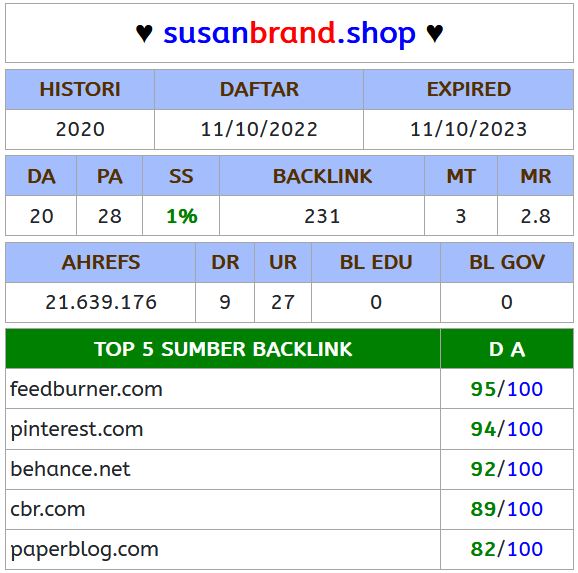 ♥ susanbrand.shop ♥
HISTORI DAFTAR EXPIRED
2020 11/10/2022 11/10/2023
DA PA SS BACKLINK MT MR
20 28 1% 231 3 2.8
AHREFS DR UR BL EDU BL GOV
21.639.176 9 27 0 0
TOP 5 SUMBER BACKLINK D A
feedburner.com 95/100
pinterest.com 94/100
behance.net 92/100
cbr.com 89/100
paperblog.com 82/100